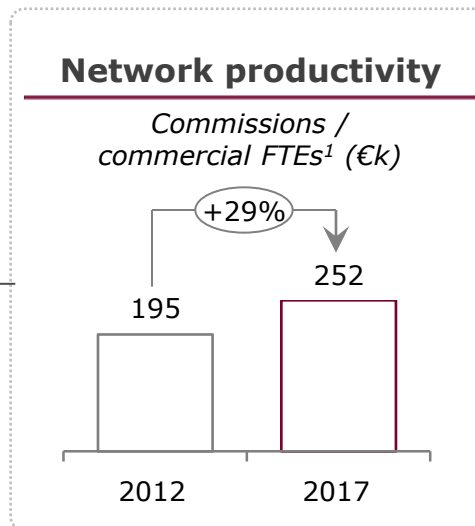 Network productivity
Commissions /
commercial FTEs¹ (€k)
+29%
252
195
2012 2017